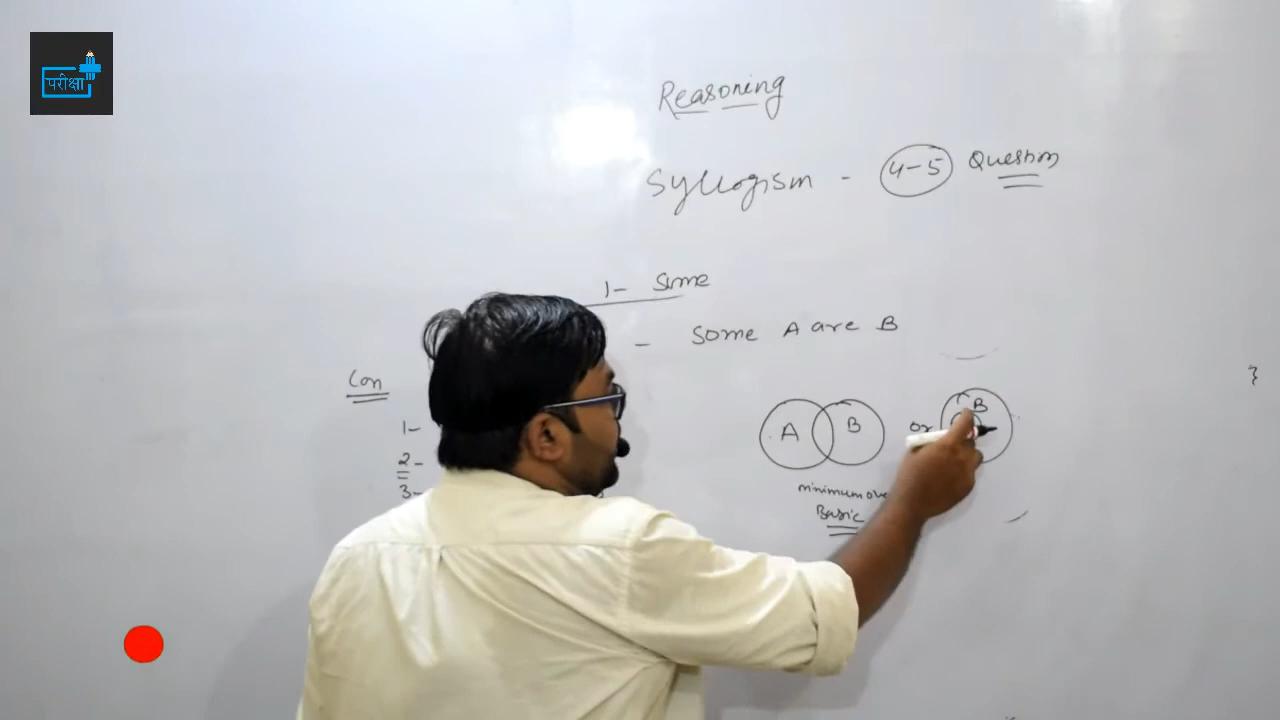 परीक्षा
Reasoning
Syllogism - 4-5 Question
1- Some
- Some A are B
Con
1-
2-
3-
A B or B
minimum
Basic
}